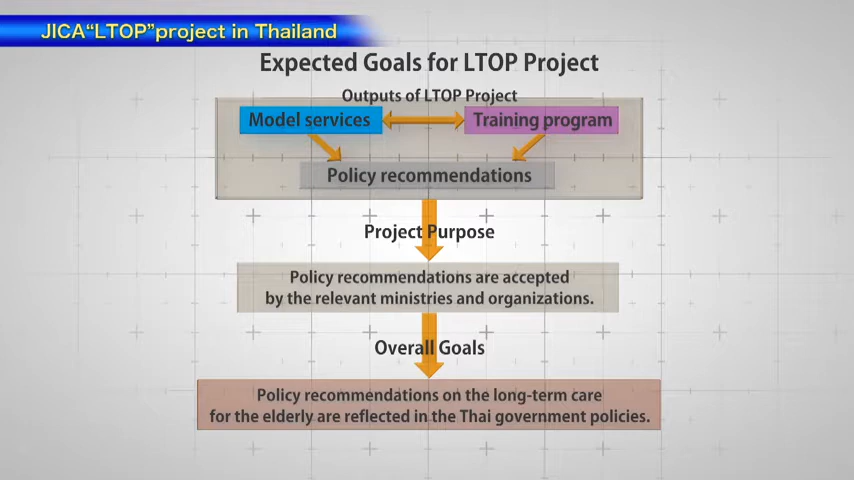 JICA“LTOP”project in Thailand
Expected Goals for LTOP Project
Outputs of LTOP Project
Model services
Training program
Policy recommendations
Project Purpose
Policy recommendations are accepted
by the relevant ministries and organizations.
Overall Goals
Policy recommendations on the long-term care
for the elderly are reflected in the Thai government policies.